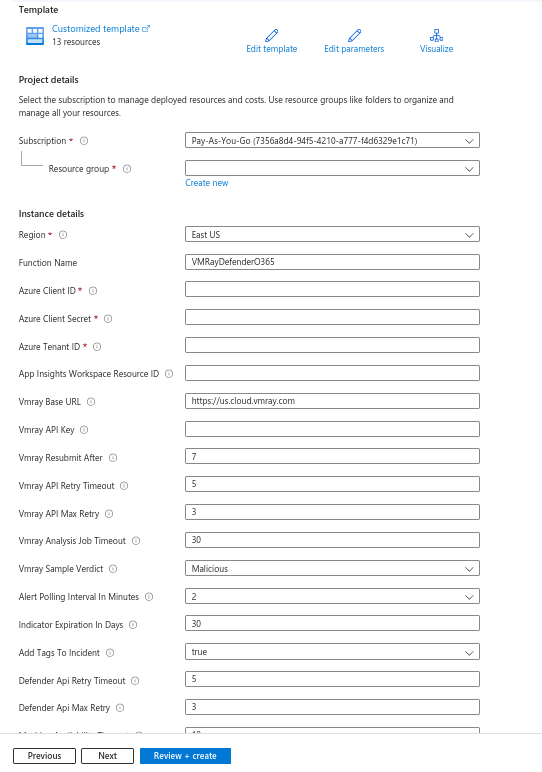 Template
Customized template
13 resources
Edit template
Edit parameters
Visualize
Project details
Select the subscription to manage deployed resources and costs. Use resource groups like folders to organize and
manage all your resources.
Subscription * Pay-As-You-Go (7356a8d4-94f5-4210-a777-f4d6329e1c71)
Resource group *
Create new
Instance details
Region * East US
Function Name VMRayDefenderO365
Azure Client ID *
Azure Client Secret *
Azure Tenant ID *
App Insights Workspace Resource ID
Vmray Base URL https://us.cloud.vmray.com
Vmray API Key
Vmray Resubmit After 7
Vmray API Retry Timeout 5
Vmray API Max Retry 3
Vmray Analysis Job Timeout 30
Vmray Sample Verdict Malicious
Alert Polling Interval In Minutes 2
Indicator Expiration In Days 30
Add Tags To Incident true
Defender Api Retry Timeout 5
Defender Api Max Retry 3
Previous
Next
Review + create